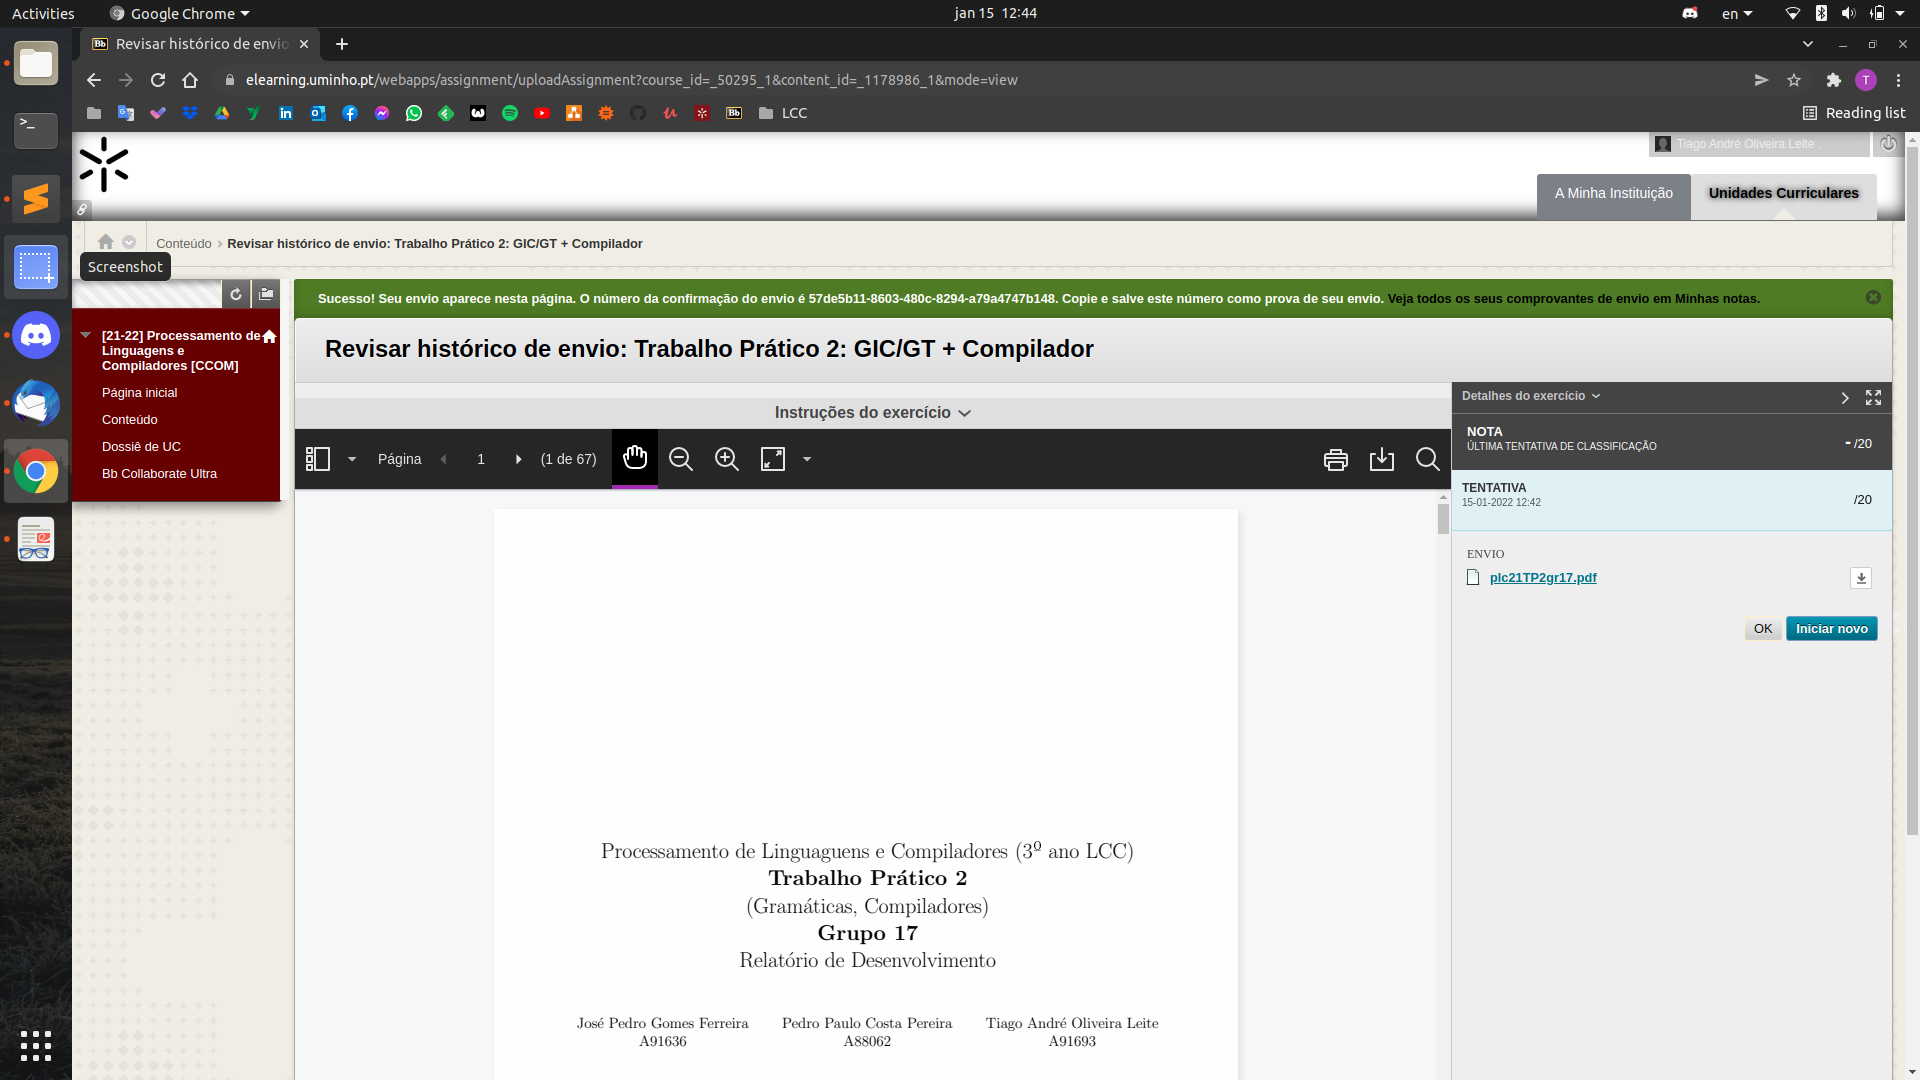 Activities
Google Chrome
jan 15 12:44
en
Bb
Revisar histórico de envio
elearning.uminho.pt/webapps/assignment/uploadAssignment?course_id=_50295_1&content_id=_1178986_1&mode=view
T
Bb
LCC
Reading list
Tiago André Oliveira Leite .
A Minha Instituição
Unidades Curriculares
Conteúdo
Revisar histórico de envio: Trabalho Prático 2: GIC/GT + Compilador
Screenshot
Sucesso! Seu envio aparece nesta página. O número da confirmação do envio é 57de5b11-8603-480c-8294-a79a4747b148. Copie e salve este número como prova de seu envio. Veja todos os seus comprovantes de envio em Minhas notas.
[21-22] Processamento de
Linguagens e
Compiladores [CCOM]
Página inicial
Conteúdo
Dossiê de UC
Bb Collaborate Ultra
Revisar histórico de envio: Trabalho Prático 2: GIC/GT + Compilador
Instruções do exercício
Página
1
(1 de 67)
Detalhes do exercício
NOTA
ÚLTIMA TENTATIVA DE CLASSIFICAÇÃO
- /20
TENTATIVA
15-01-2022 12:42
/20
ENVIO
plc21TP2gr17.pdf
OK
Iniciar novo
Processamento de Linguaguens e Compiladores (3º ano LCC)
Trabalho Prático 2
(Gramáticas, Compiladores)
Grupo 17
Relatório de Desenvolvimento
José Pedro Gomes Ferreira
A91636
Pedro Paulo Costa Pereira
A88062
Tiago André Oliveira Leite
A91693